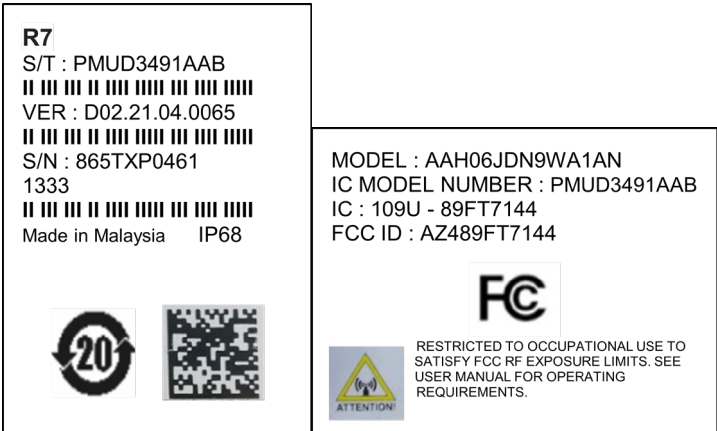 R7
S/T : PMUD3491AAB
VER : D02.21.04.0065
S/N : 865TXP0461
1333
Made in Malaysia IP68
20
MODEL : AAH06JDN9WA1AN
IC MODEL NUMBER : PMUD3491AAB
IC : 109U - 89FT7144
FCC ID : AZ489FT7144
FC
RESTRICTED TO OCCUPATIONAL USE TO
SATISFY FCC RF EXPOSURE LIMITS. SEE
USER MANUAL FOR OPERATING
REQUIREMENTS.
ATTENTION!